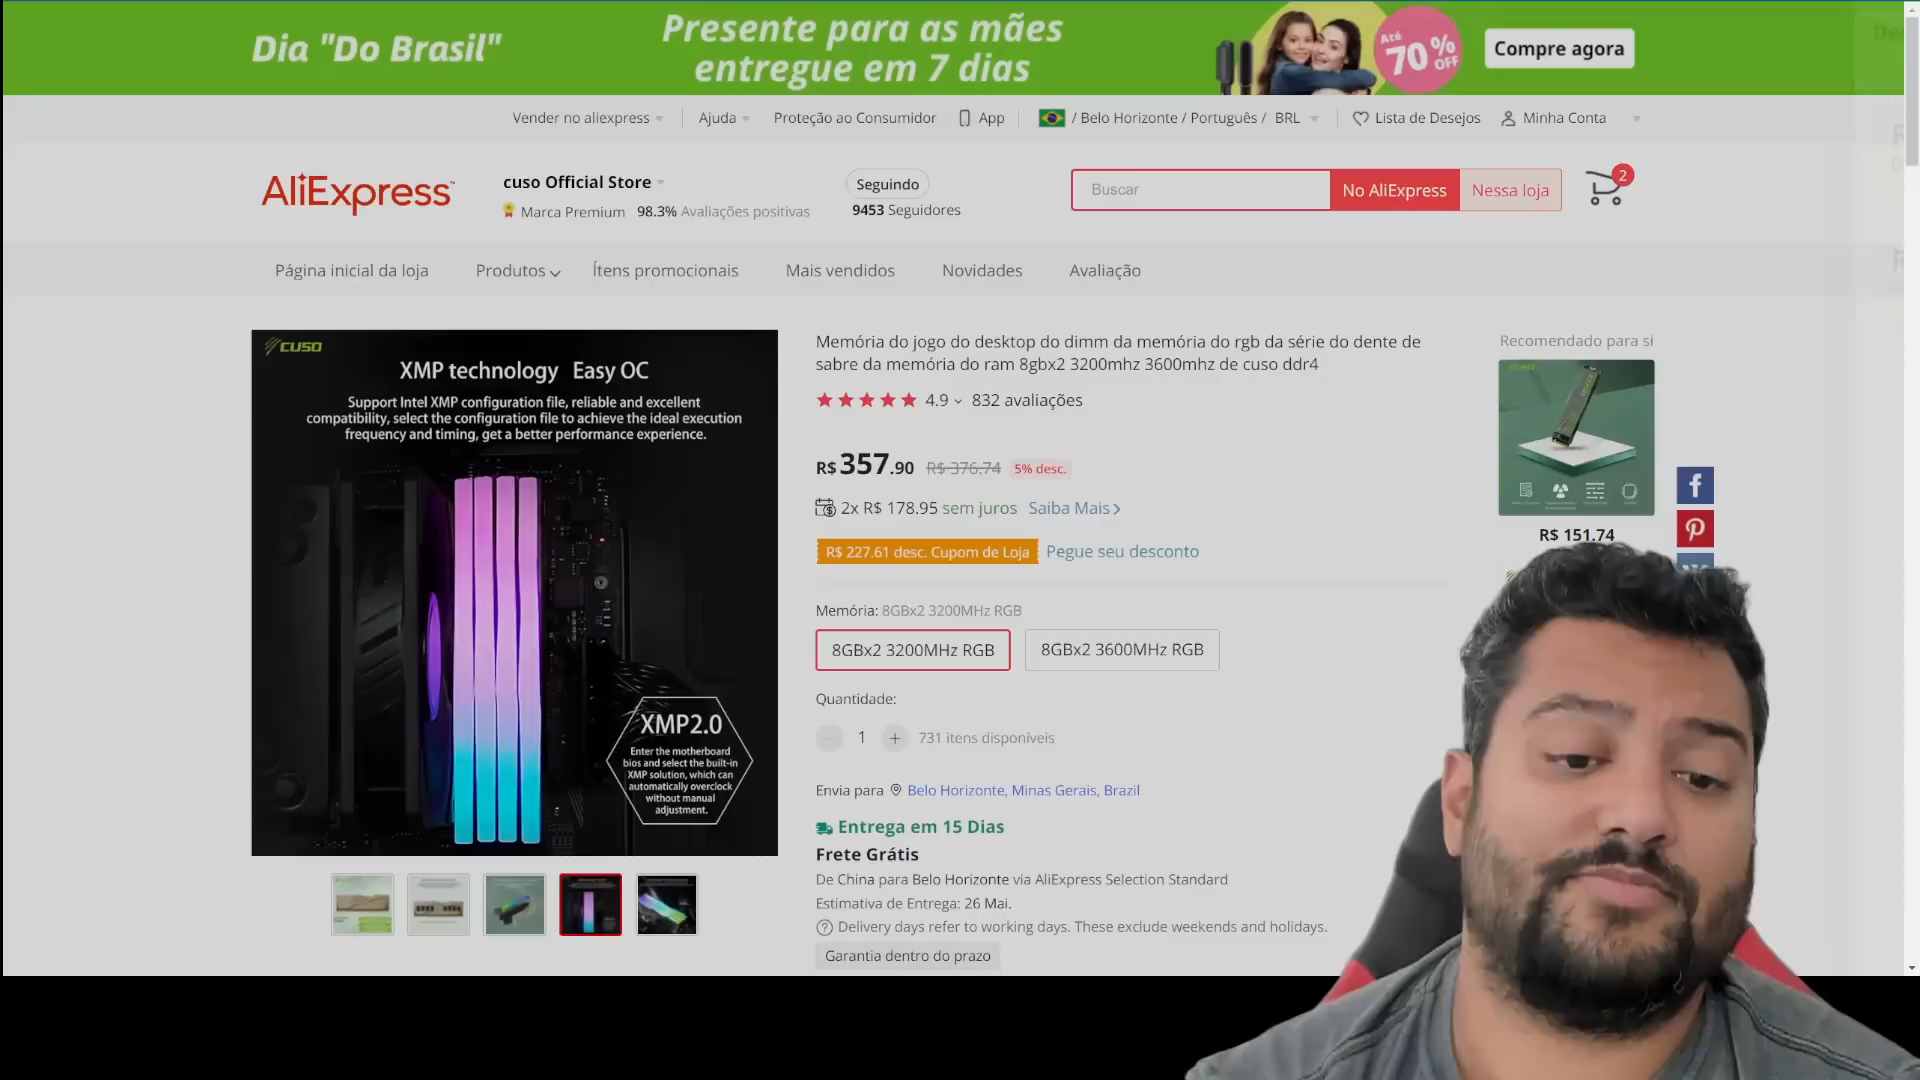 Dia "Do Brasil"
Presente para as mães
entregue em 7 dias
Até
70%
OFF
Compre agora
Vender no aliexpress
Ajuda
Proteção ao Consumidor
App
/ Belo Horizonte / Português / BRL
Lista de Desejos
Minha Conta
AliExpress
cuso Official Store
Marca Premium 98.3% Avaliações positivas
Seguindo
9453 Seguidores
Buscar
No AliExpress
Nessa loja
2
Página inicial da loja
Produtos
Ítens promocionais
Mais vendidos
Novidades
Avaliação
CUSO
XMP technology Easy OC
Support Intel XMP configuration file, reliable and excellent
compatibility, select the configuration file to achieve the ideal execution
frequency and timing, get a better performance experience.
XMP2.0
Enter the motherboard
bios and select the built-in
XMP solution, which can
automatically overclock
without manual
adjustment.
Memória do jogo do desktop do dimm da memória do rgb da série do dente de
sabre da memória do ram 8gbx2 3200mhz 3600mhz de cuso ddr4
4.9 832 avaliações
R$ 357.90 R$ 376.74 5% desc.
2x R$ 178.95 sem juros Saiba Mais
R$ 227.61 desc. Cupom de Loja Pegue seu desconto
Memória: 8GBx2 3200MHz RGB
8GBx2 3200MHz RGB
8GBx2 3600MHz RGB
Quantidade:
1
+
731 itens disponíveis
Envia para Belo Horizonte, Minas Gerais, Brazil
Entrega em 15 Dias
Frete Grátis
De China para Belo Horizonte via AliExpress Selection Standard
Estimativa de Entrega: 26 Mai.
Delivery days refer to working days. These exclude weekends and holidays.
Garantia dentro do prazo
Recomendado para si
R$ 151.74